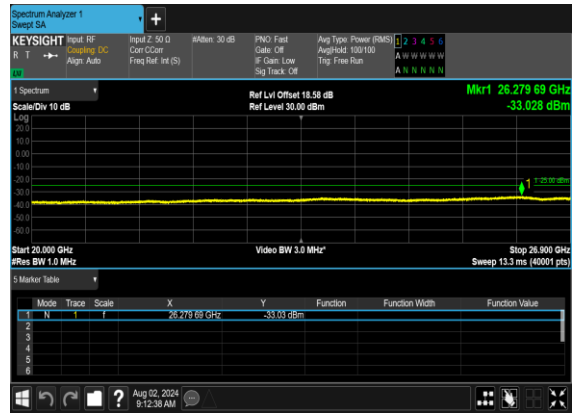 Spectrum Analyzer 1
Swept SA
+
KEYSIGHT Input: RF Input Z: 50 Ω #Atten: 30 dB PNO: Fast Avg Type: Power (RMS) 1 2 3 4 5 6
R T Coupling: DC Corr CCorr Gate: Off Avg|Hold: 100/100 A W W W W W
Align: Auto Freq Ref: Int (S) IF Gain: Low Trig: Free Run
Sig Track: Off A N N N N N
1 Spectrum Ref Lvl Offset 18.58 dB Mkr1 26.279 69 GHz
Scale/Div 10 dB Ref Level 30.00 dBm -33.028 dBm
Log
20.0
10.0
0.00
-10.0
-20.0
-30.0
-40.0
-50.0
-60.0
1
Start 20.000 GHz Video BW 3.0 MHz* Stop 26.900 GHz
#Res BW 1.0 MHz Sweep 13.3 ms (40001 pts)
5 Marker Table
Mode Trace Scale X Y Function Function Width Function Value
1 N 1 f 26.279 69 GHz -33.03 dBm
2
3
4
5
6
? Aug 02, 2024
9:12:38 AM